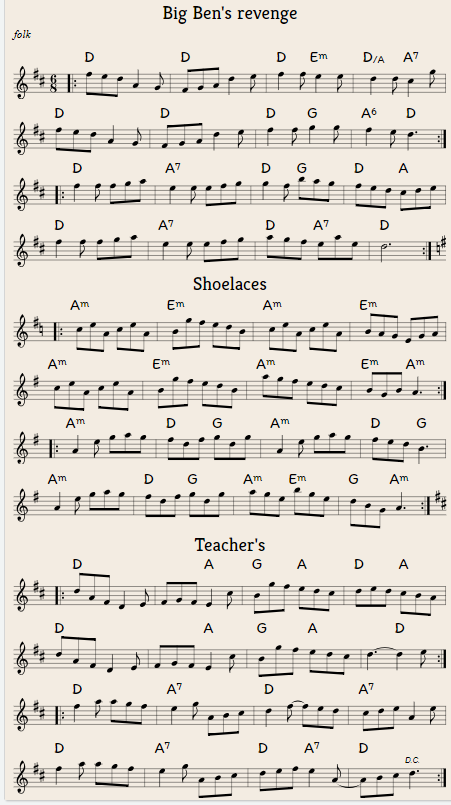 Big Ben's revenge
folk
D D D Em D/A A7
D D D G A6 D
D A7 D G D A
D A7 D A7 D
Shoelaces
Am Em Am Em
Am Em Am Em Am
Am D G Am D G
Am D G Am Em G Am
Teacher's
D A G A D A
D A G A D
D A7 D A7
D A7 D A7 D
D.C.